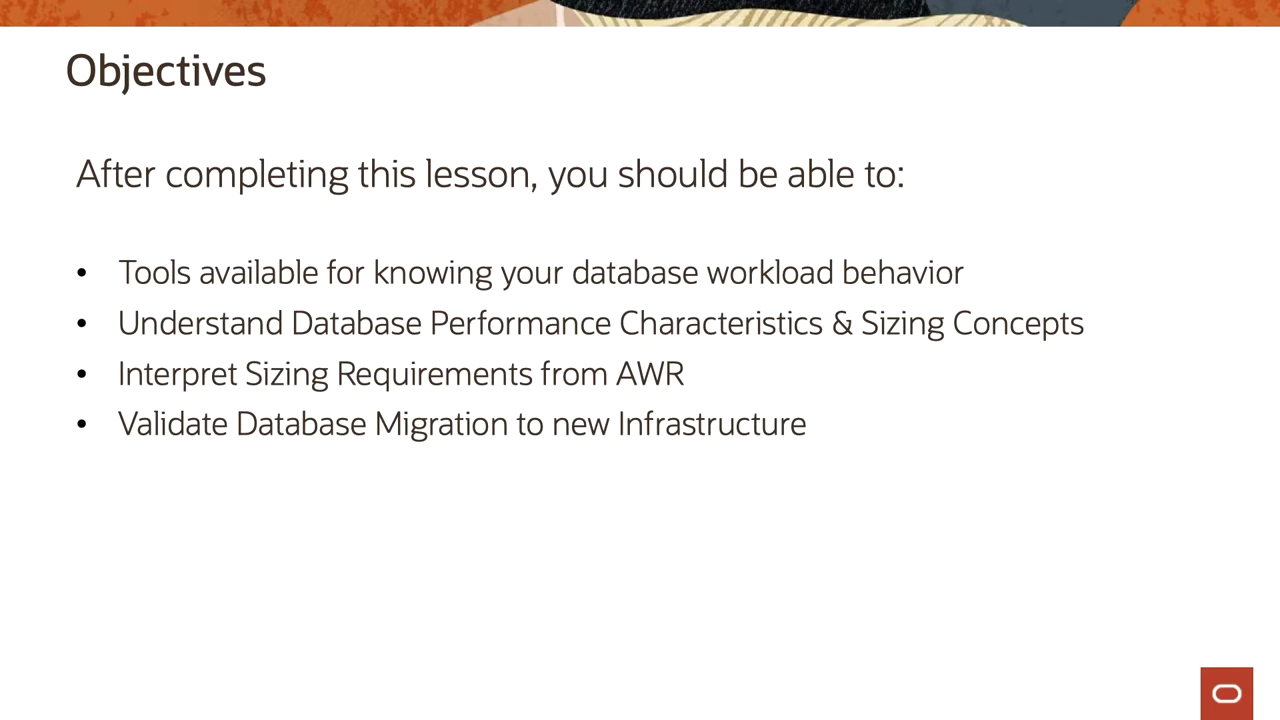 Objectives
After completing this lesson, you should be able to:
• Tools available for knowing your database workload behavior
• Understand Database Performance Characteristics & Sizing Concepts
• Interpret Sizing Requirements from AWR
• Validate Database Migration to new Infrastructure